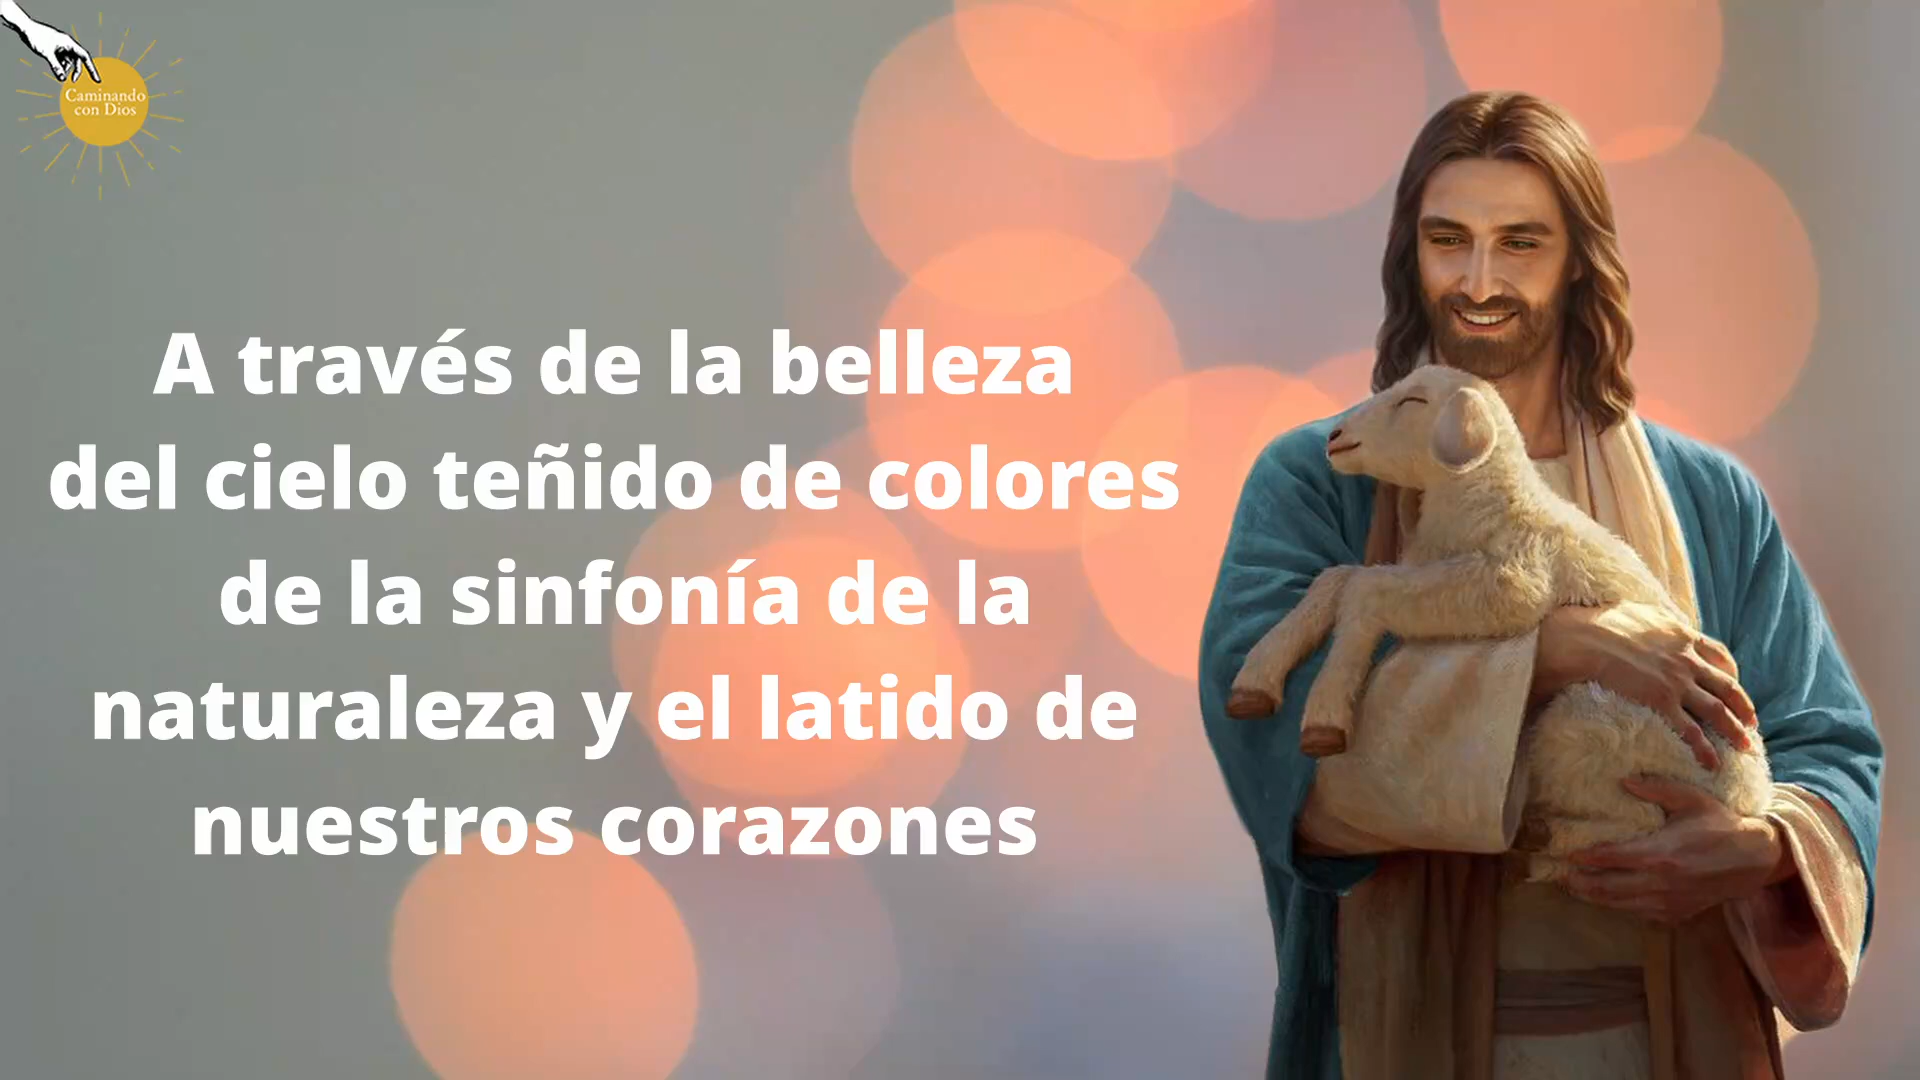 Caminando
con Dios
A través de la belleza
del cielo teñido de colores
de la sinfonía de la
naturaleza y el latido de
nuestros corazones